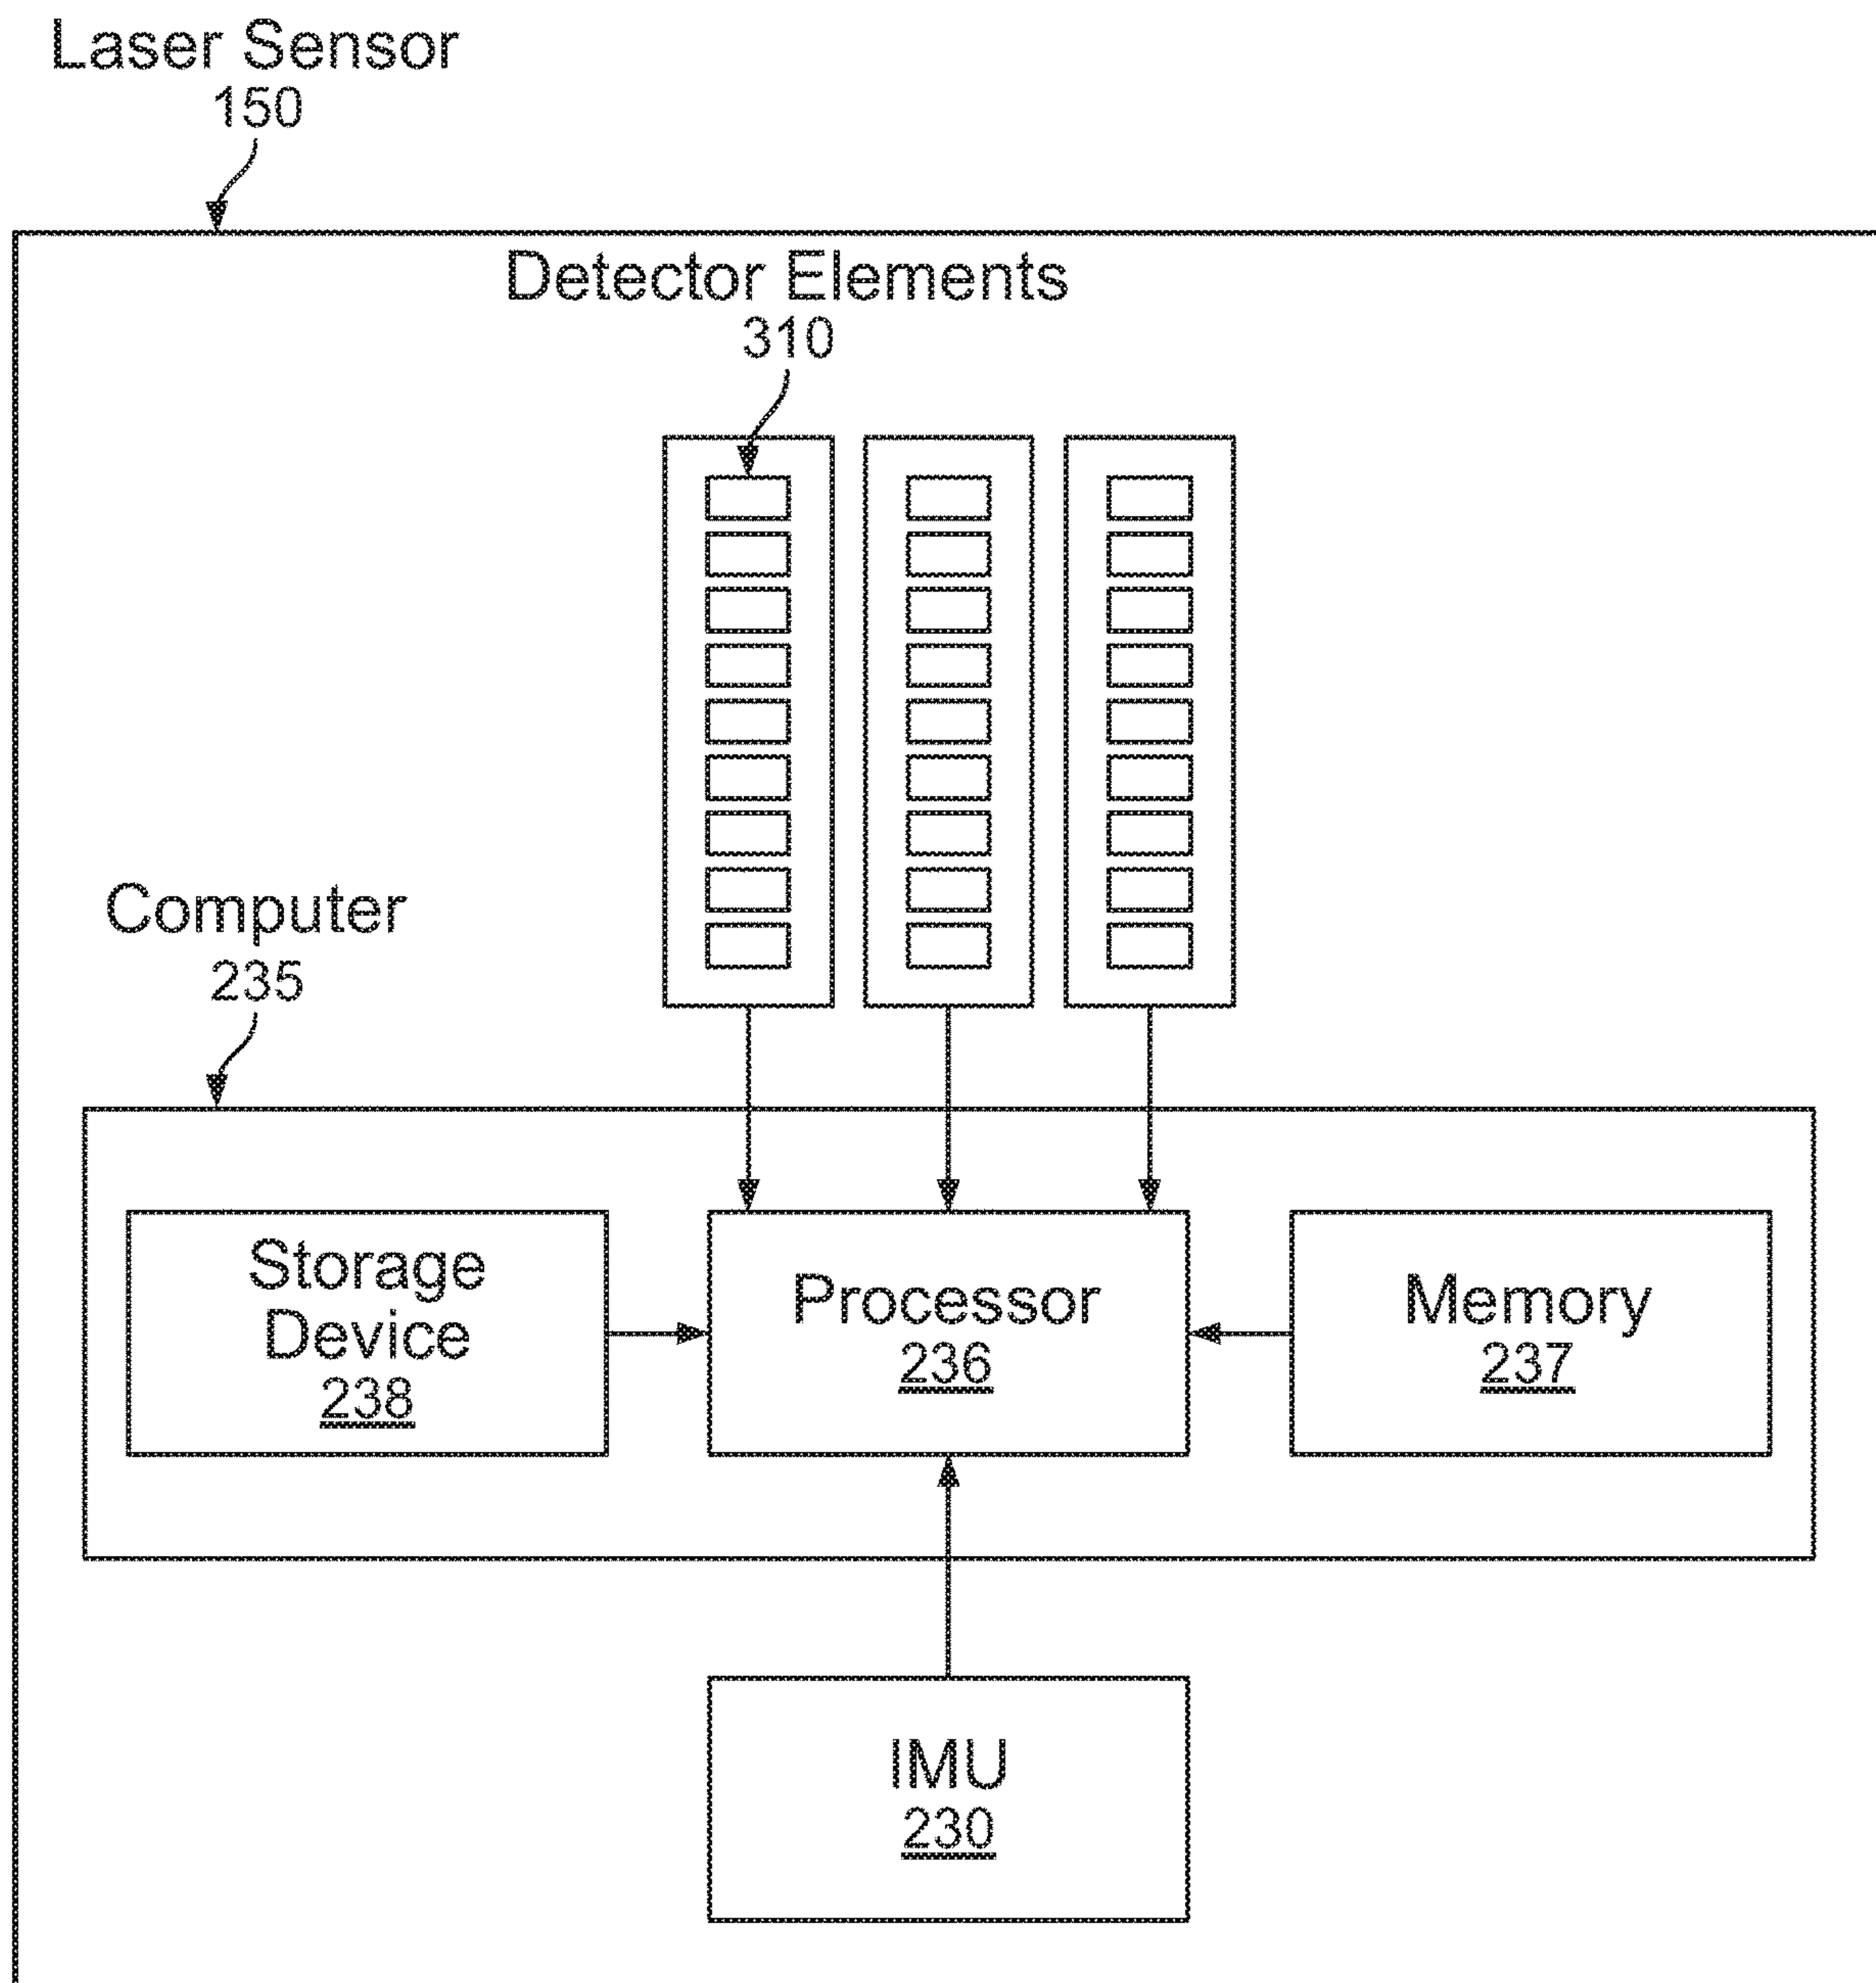 Laser Sensor
150
Detector Elements
310
Computer
235
Storage
Device
238
Processor
236
Memory
237
IMU
230